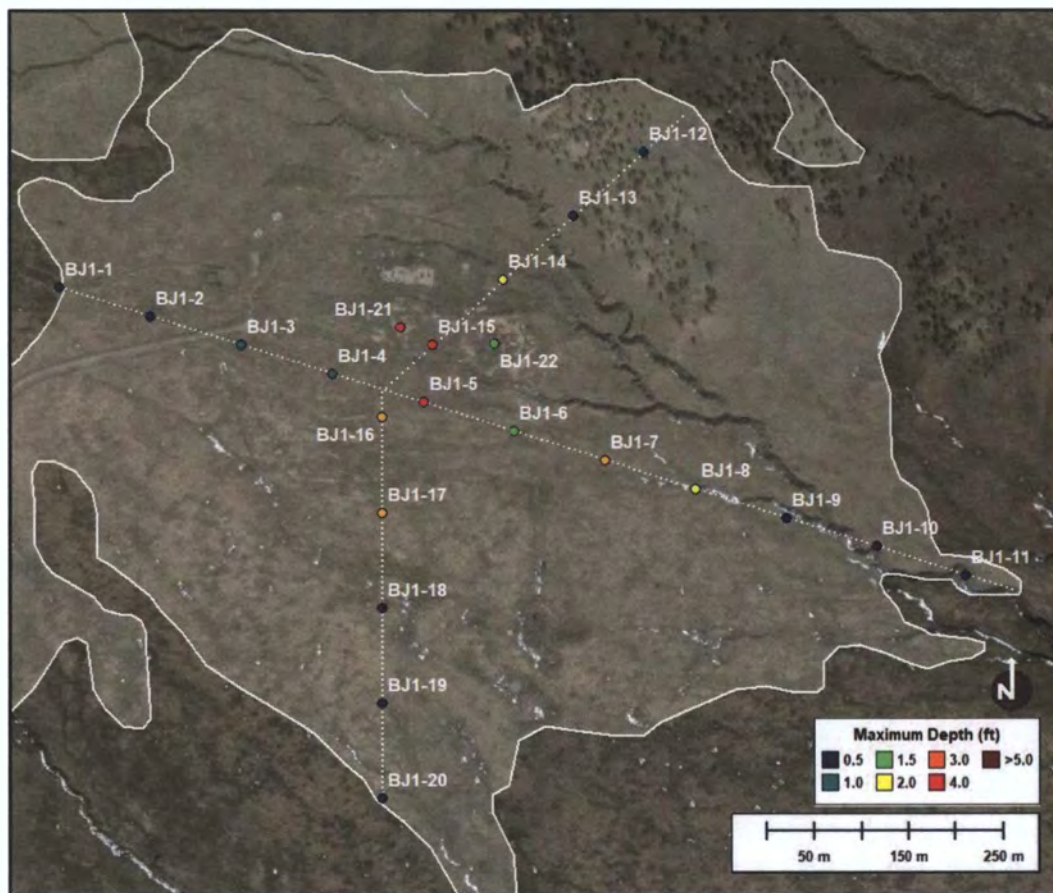 BJ1-12
BJ1-13
BJ1-1
BJ1-14
BJ1-2
BJ1-21
BJ1-15
BJ1-3
BJ1-4
BJ1-22
BJ1-5
BJ1-16
BJ1-6
BJ1-7
BJ1-8
BJ1-17
BJ1-9
BJ1-10
BJ1-11
BJ1-18
BJ1-19
N
BJ1-20
Maximum Depth (ft)
0.5 1.5 3.0 >5.0
1.0 2.0 4.0
50 m 150 m 250 m